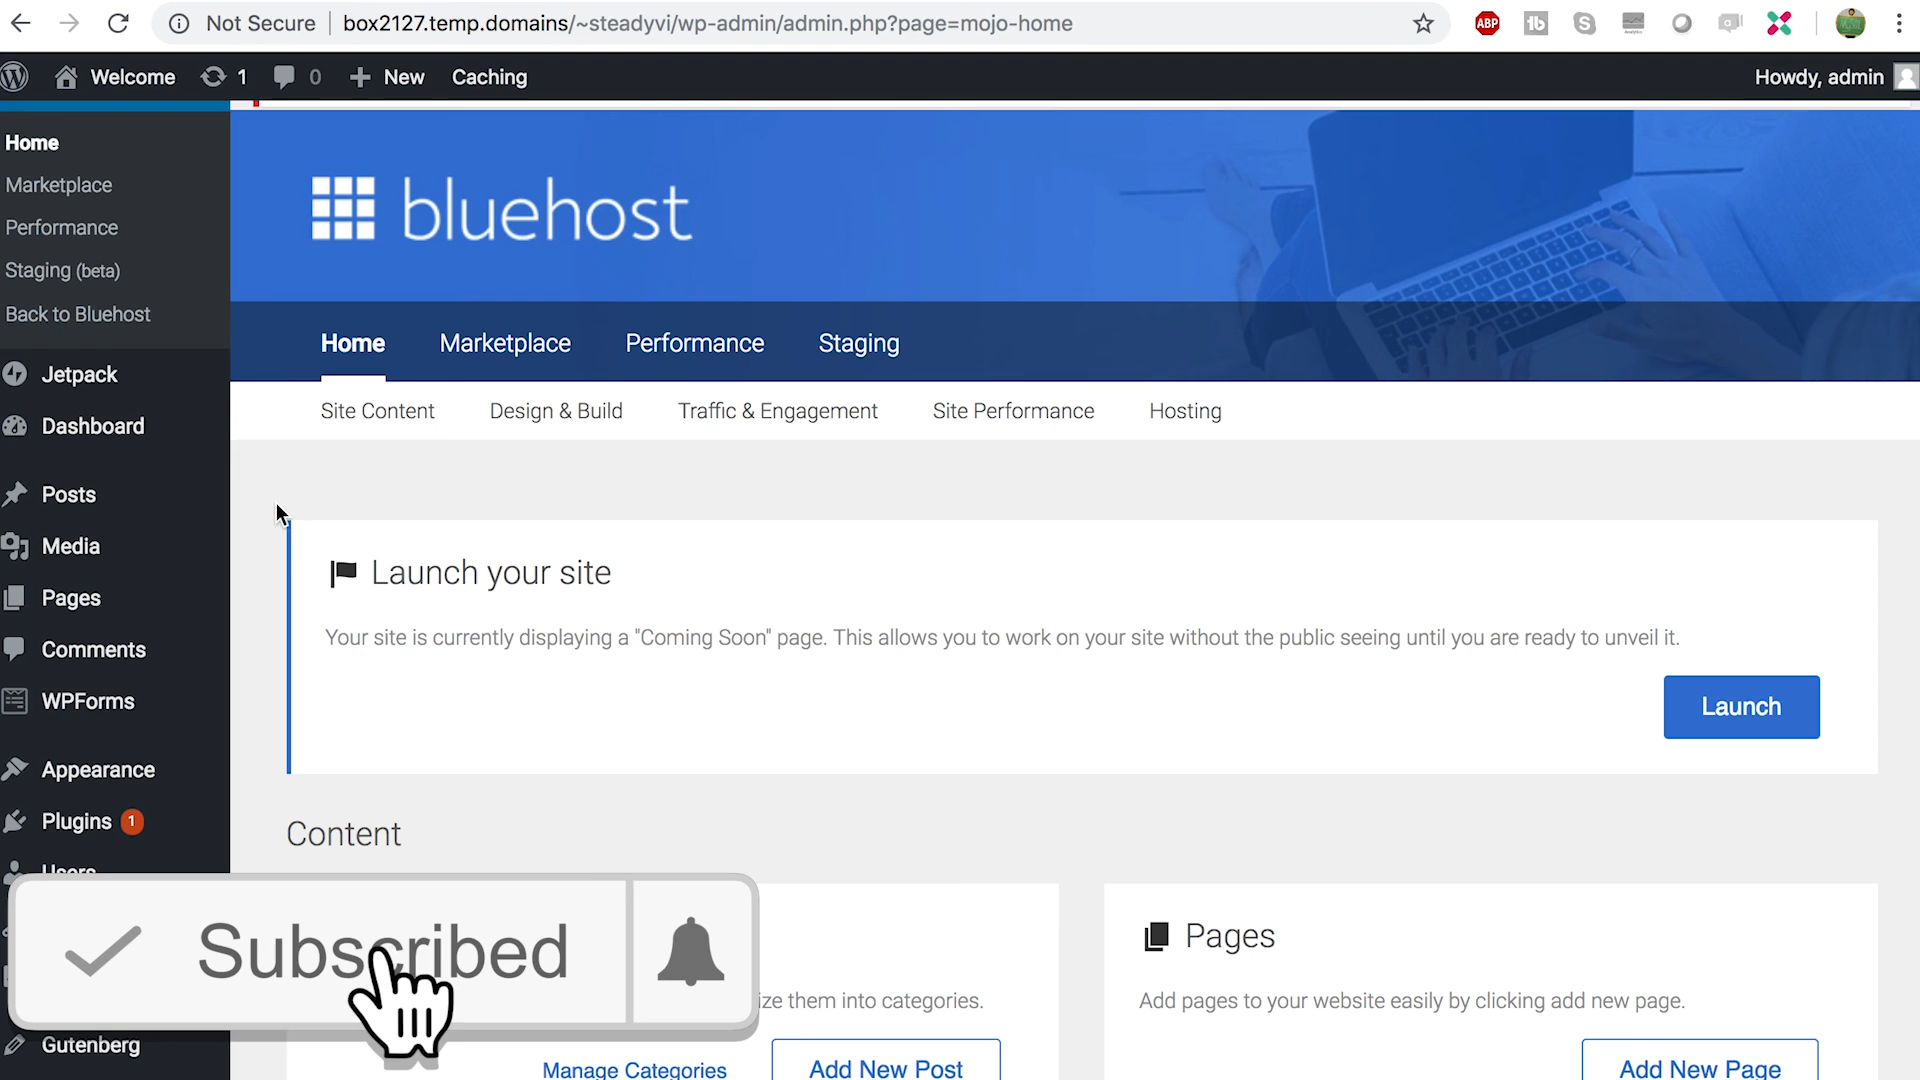 Not Secure box2127.temp.domains/~steadyvi/wp-admin/admin.php?page=mojo-home
ABP
Welcome 1 0 New Caching Howdy, admin
Home
Marketplace
Performance
Staging (beta)
Back to Bluehost
Jetpack
Dashboard
Posts
Media
Pages
Comments
WPForms
Appearance
Plugins 1
Users
Gutenberg
bluehost
Home Marketplace Performance Staging
Site Content Design & Build Traffic & Engagement Site Performance Hosting
Launch your site
Your site is currently displaying a "Coming Soon" page. This allows you to work on your site without the public seeing until you are ready to unveil it.
Launch
Content
ize them into categories.
Manage Categories Add New Post
Pages
Add pages to your website easily by clicking add new page.
Add New Page
Subscribed